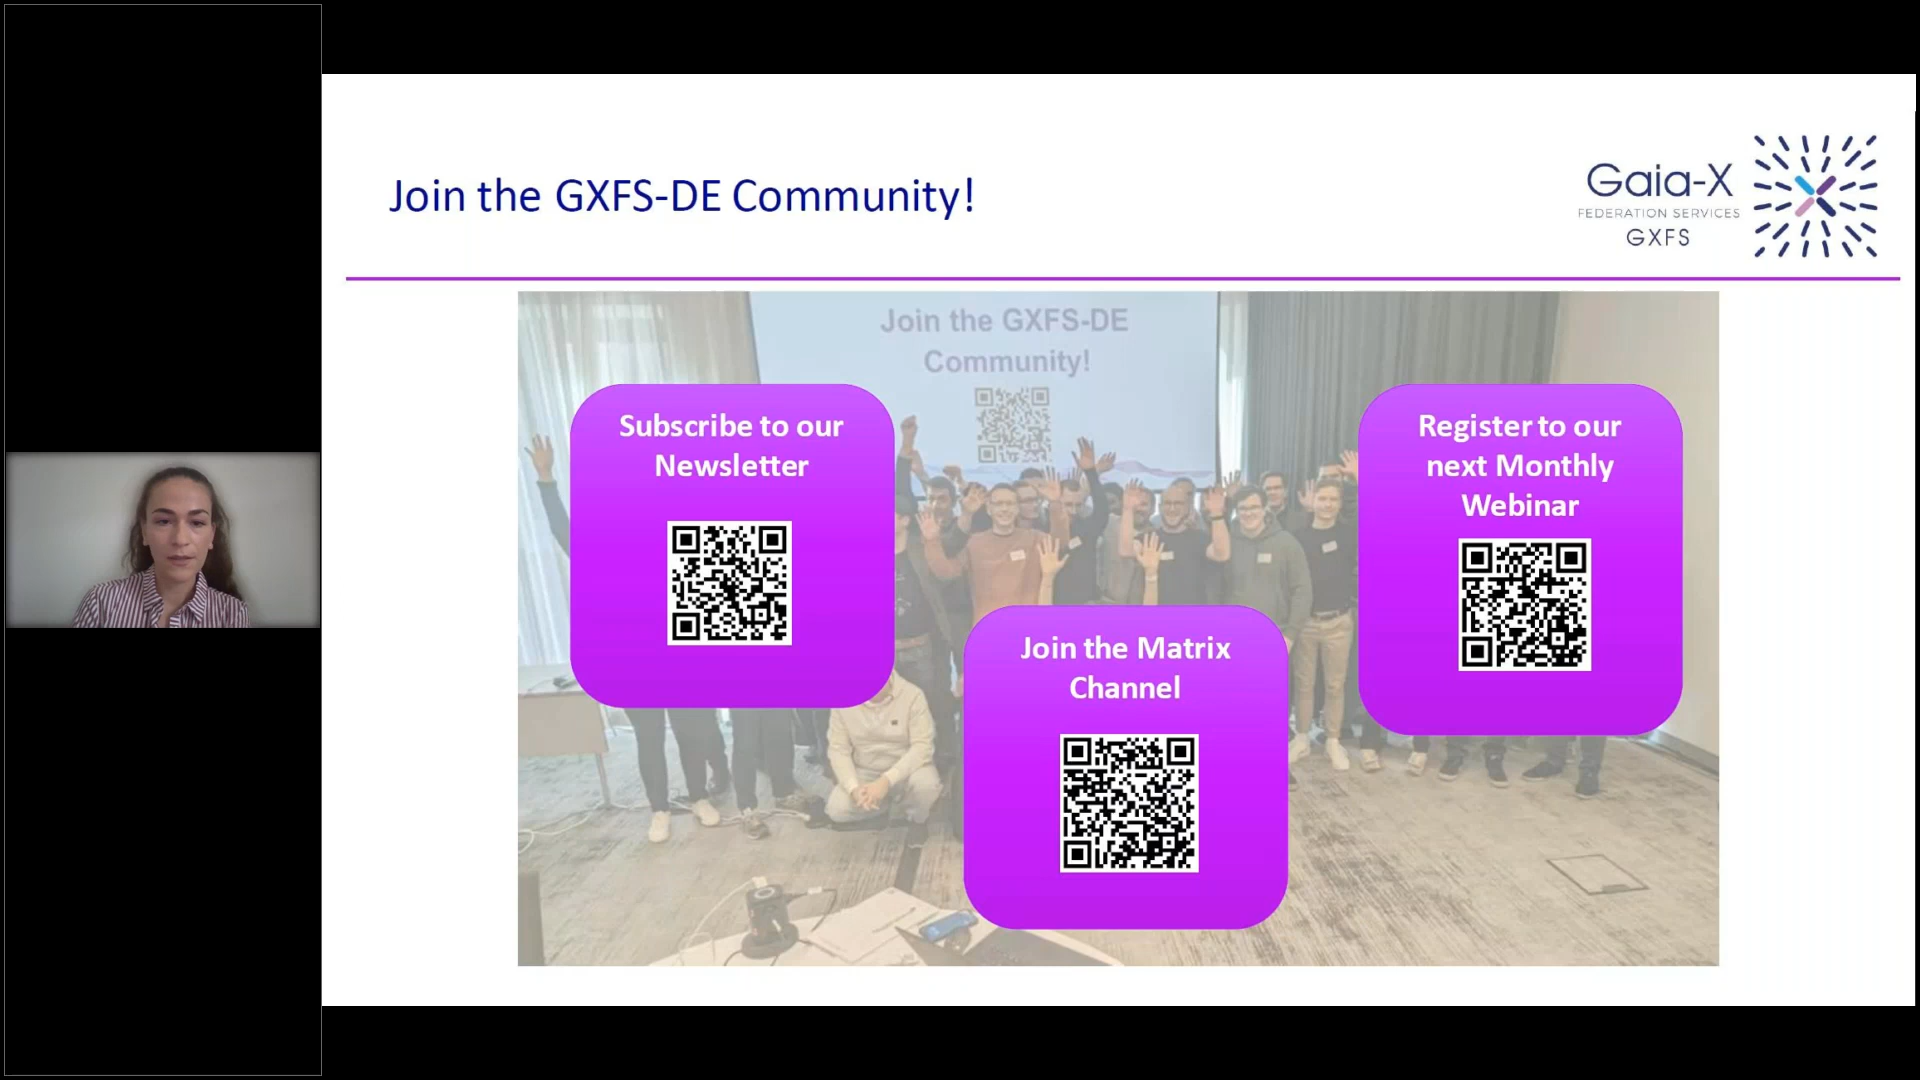 Join the GXFS-DE Community!
Gaia-X
FEDERATION SERVICES
GXFS
Join the GXFS-DE
Community!
Subscribe to our
Newsletter
Join the Matrix
Channel
Register to our
next Monthly
Webinar